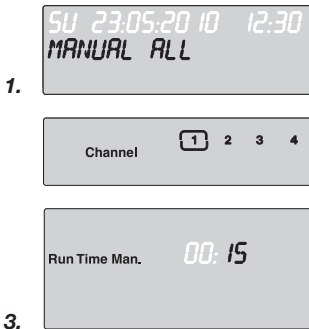 SU 23:05:20 10 12:30
MANUAL ALL
1.
Channel 1 2 3 4
Run Time Man. 00:15
3.